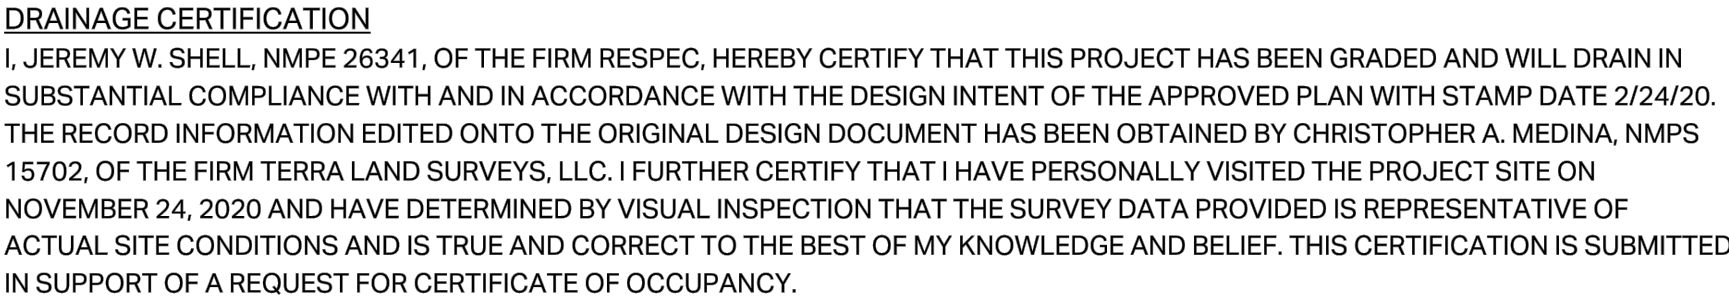 DRAINAGE CERTIFICATION
I, JEREMY W. SHELL, NMPE 26341, OF THE FIRM RESPEC, HEREBY CERTIFY THAT THIS PROJECT HAS BEEN GRADED AND WILL DRAIN IN
SUBSTANTIAL COMPLIANCE WITH AND IN ACCORDANCE WITH THE DESIGN INTENT OF THE APPROVED PLAN WITH STAMP DATE 2/24/20.
THE RECORD INFORMATION EDITED ONTO THE ORIGINAL DESIGN DOCUMENT HAS BEEN OBTAINED BY CHRISTOPHER A. MEDINA, NMPS
15702, OF THE FIRM TERRA LAND SURVEYS, LLC. I FURTHER CERTIFY THAT I HAVE PERSONALLY VISITED THE PROJECT SITE ON
NOVEMBER 24, 2020 AND HAVE DETERMINED BY VISUAL INSPECTION THAT THE SURVEY DATA PROVIDED IS REPRESENTATIVE OF
ACTUAL SITE CONDITIONS AND IS TRUE AND CORRECT TO THE BEST OF MY KNOWLEDGE AND BELIEF. THIS CERTIFICATION IS SUBMITTED
IN SUPPORT OF A REQUEST FOR CERTIFICATE OF OCCUPANCY.